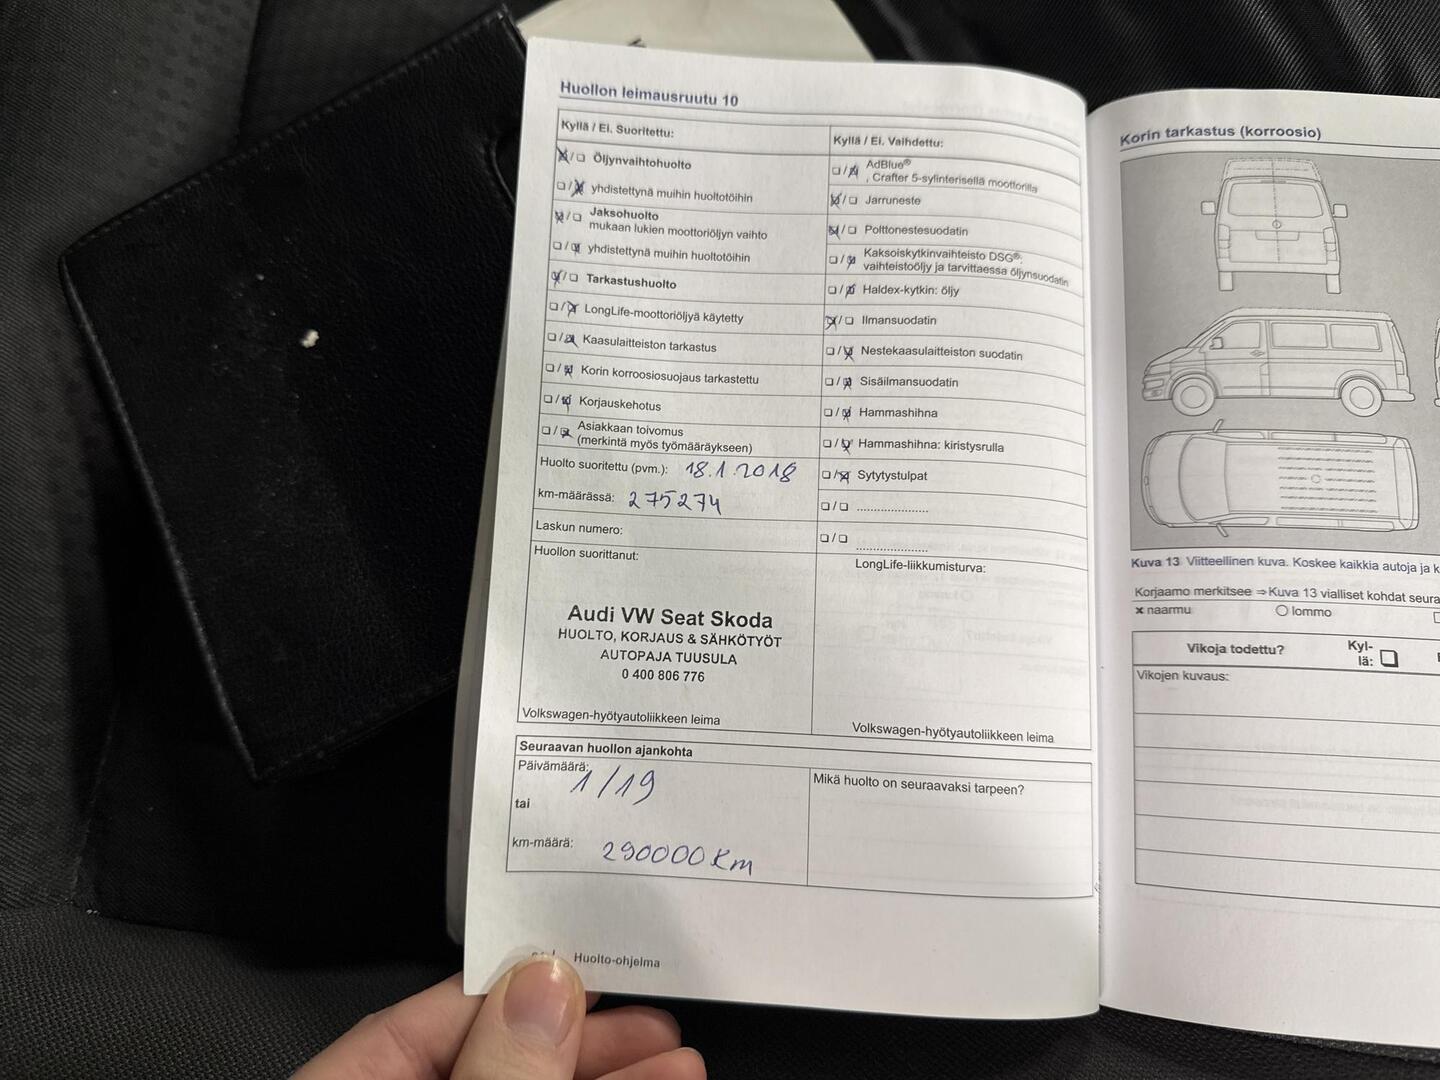 Huollon leimausruutu 10
Kyllä / Ei. Suoritettu:
Öljynvaihtohuolto
yhdistettynä muihin huoltotöihin
Jaksohuolto
mukaan lukien moottoriöljyn vaihto
yhdistettynä muihin huoltotöihin
Tarkastushuolto
LongLife-moottoriöljyä käytetty
Kaasulaitteiston tarkastus
Korin korroosiosuojaus tarkastettu
Korjauskehotus
Asiakkaan toivomus
(merkintä myös työmääräykseen)
Huolto suoritettu (pvm.): 18.1.2018
km-määrässä: 275274
Laskun numero:
Huollon suorittanut:
Audi VW Seat Skoda
HUOLTO, KORJAUS & SÄHKÖTYÖT
AUTOPAJA TUUSULA
0 400 806 776
Volkswagen-hyötyautoliikkeen leima
Kyllä / Ei. Vaihdettu:
AdBlue®
, Crafter 5-sylinterisellä moottorilla
Jarruneste
Polttonestesuodatin
Kaksoiskytkinvaihteisto DSG®:
vaihteistoöljy ja tarvittaessa öljynsuodatin
Haldex-kytkin: öljy
Ilmansuodatin
Nestekaasulaitteiston suodatin
Sisäilmansuodatin
Hammashihna
Hammashihna: kiristysrulla
Sytytystulpat
LongLife-liikkumisturva:
Volkswagen-hyötyautoliikkeen leima
Seuraavan huollon ajankohta
Päivämäärä: 1/19
tai
km-määrä: 290000 km
Mikä huolto on seuraavaksi tarpeen?
Huolto-ohjelma
Korin tarkastus (korroosio)
Kuva 13 Viitteellinen kuva. Koskee kaikkia autoja ja k
Korjaamo merkitsee ⇒ Kuva 13 vialliset kohdat seura
x naarmu O lommo
Vikoja todettu? Kyl-
lä:
Vikojen kuvaus: